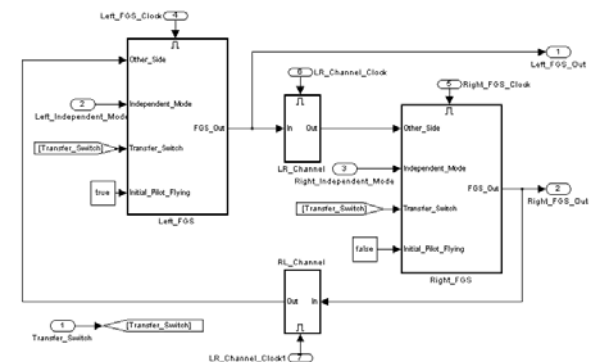 4
Left_FGS_Clock
Other_Side
2
Independent_Mode
Left_Independent_Mode
FGS_Out
[Transfer_Switch]
Transfer_Switch
true
Initial_Pilot_Flying
Left_FGS
1
Left_FGS_Out
6
LR_Channel_Clock
In
Out
LR_Channel
5
Right_FGS_Clock
Other_Side
3
Independent_Mode
Right_Independent_Mode
FGS_Out
2
Right_FGS_Out
[Transfer_Switch]
Transfer_Switch
false
Initial_Pilot_Flying
Right_FGS
RL_Channel
Out
In
1
[Transfer_Switch]
Transfer_Switch
LR_Channel_Clock1
7